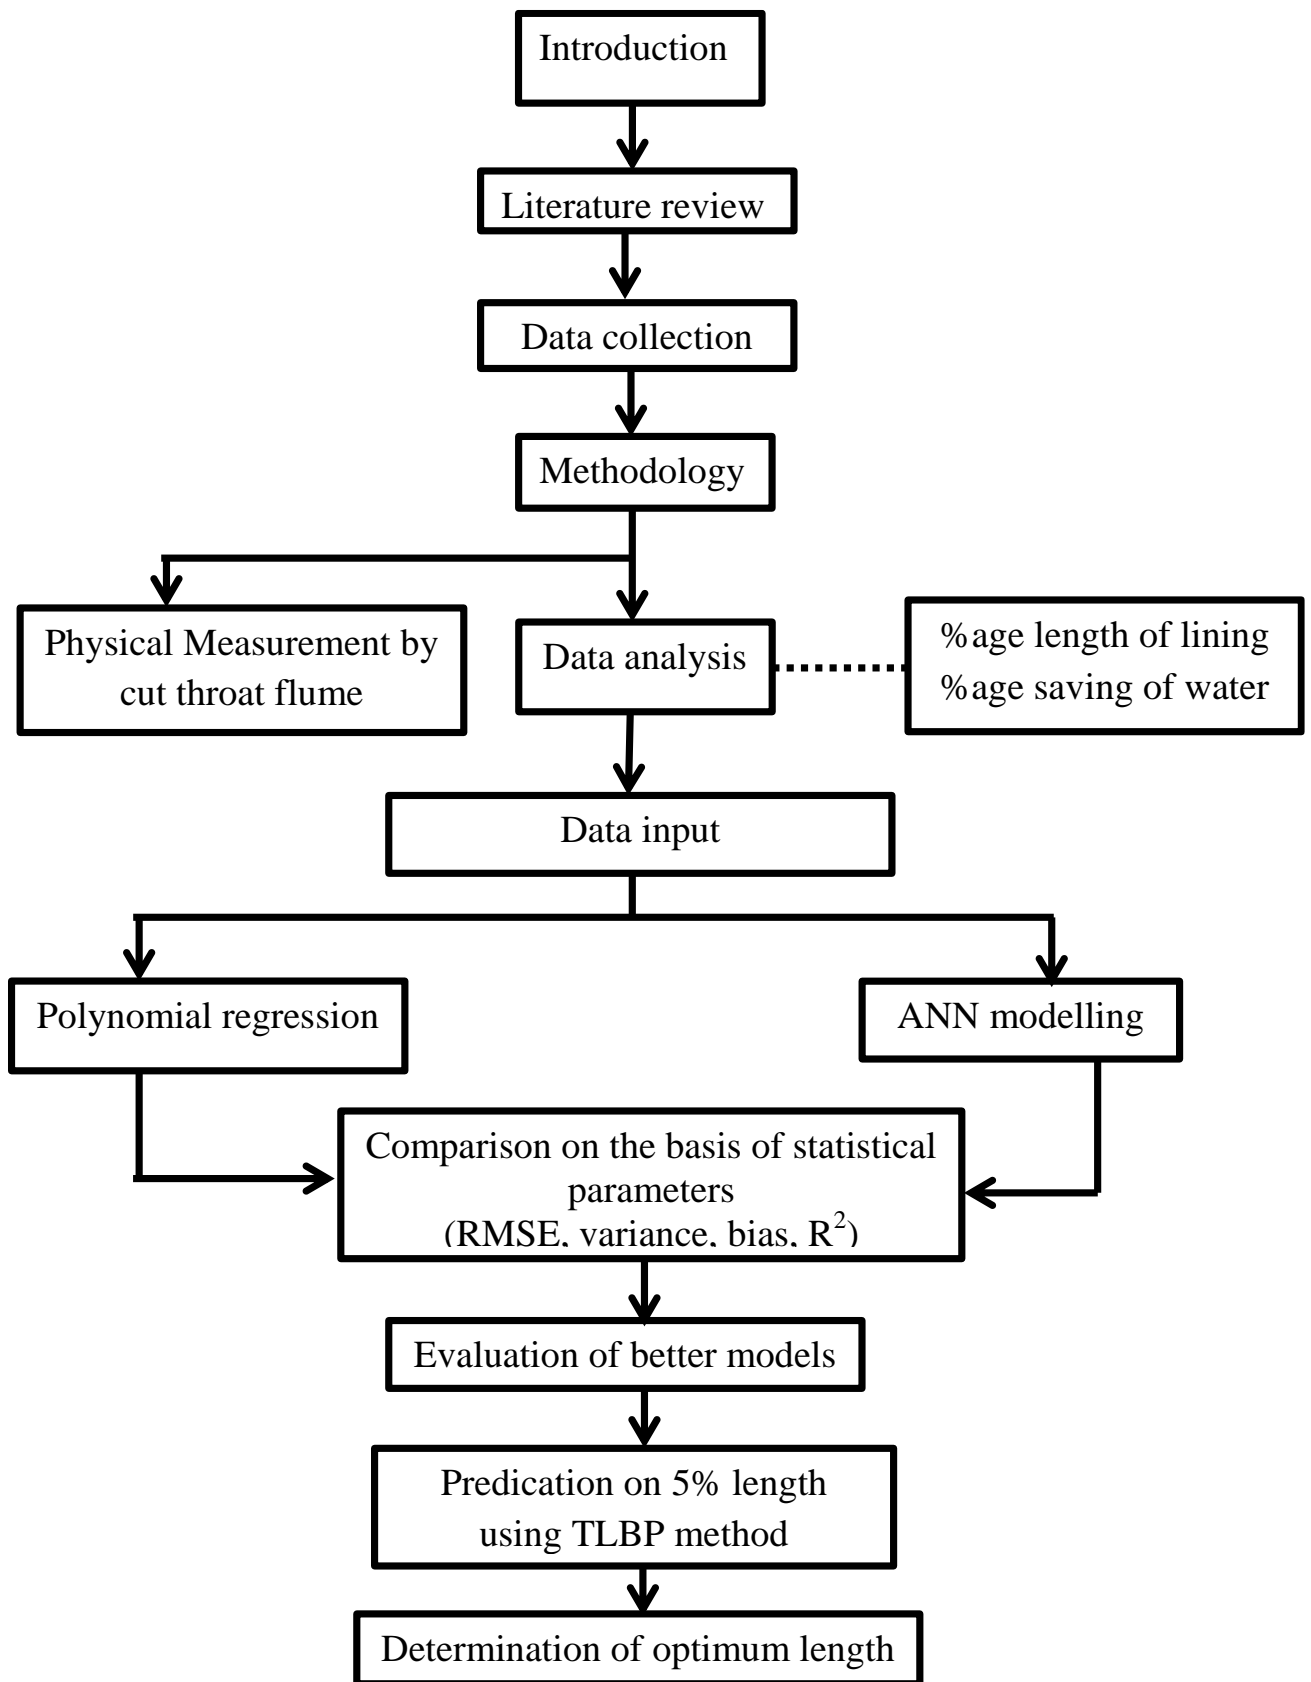 Introduction
Literature review
Data collection
Methodology
Physical Measurement by
cut throat flume
Data analysis
%age length of lining
%age saving of water
Data input
Polynomial regression
ANN modelling
Comparison on the basis of statistical
parameters
(RMSE, variance, bias, R²)
Evaluation of better models
Predication on 5% length
using TLBP method
Determination of optimum length